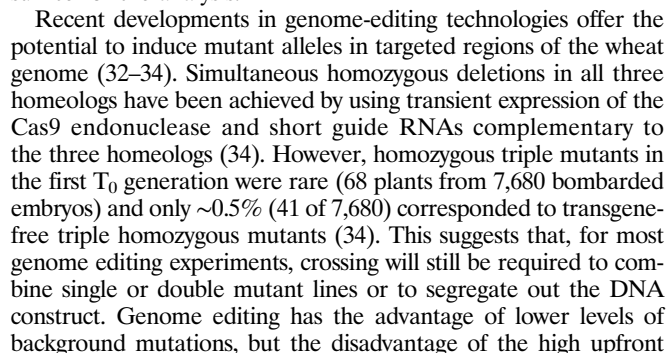 Recent developments in genome-editing technologies offer the
potential to induce mutant alleles in targeted regions of the wheat
genome (32–34). Simultaneous homozygous deletions in all three
homeologs have been achieved by using transient expression of the
Cas9 endonuclease and short guide RNAs complementary to
the three homeologs (34). However, homozygous triple mutants in
the first T₀ generation were rare (68 plants from 7,680 bombarded
embryos) and only ~0.5% (41 of 7,680) corresponded to transgene-
free triple homozygous mutants (34). This suggests that, for most
genome editing experiments, crossing will still be required to com-
bine single or double mutant lines or to segregate out the DNA
construct. Genome editing has the advantage of lower levels of
background mutations, but the disadvantage of the high upfront